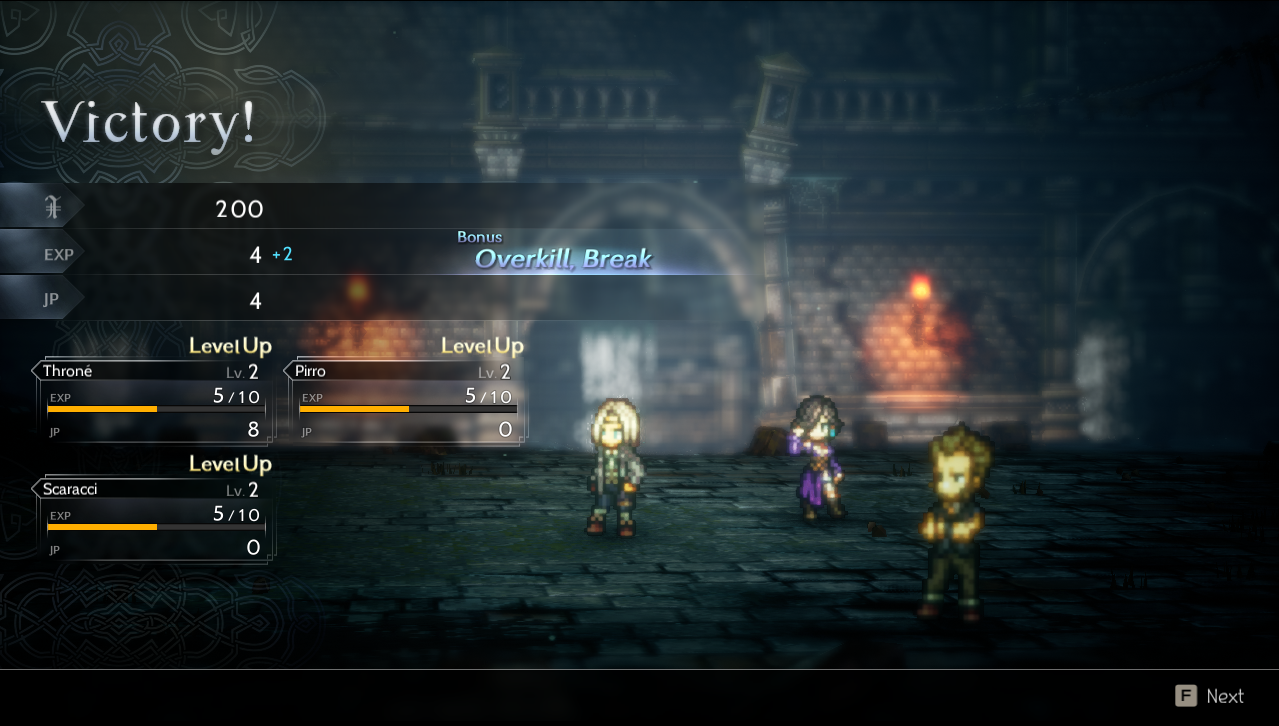 Victory!
200
EXP 4 +2
Bonus
Overkill, Break
JP 4
Level Up
Throné Lv. 2
EXP 5/10
JP 8
Level Up
Pirro Lv. 2
EXP 5/10
JP 0
Level Up
Scaracci Lv. 2
EXP 5/10
JP 0
F Next